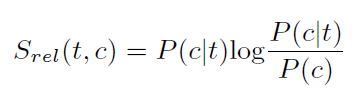 S_{rel}(t, c) = P(c|t)log \frac{P(c|t)}{P(c)}